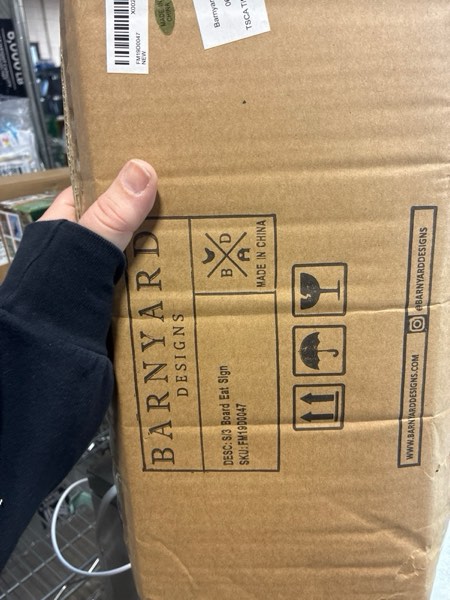 FM19D0047
NEW
TSCA
BARNYARD
DESIGNS
B D
MADE IN CHINA
DESC: S/3 Board Eat Sign
SKU: FM19D0047
WWW.BARNYARDDESIGNS.COM
@BARNYARDDESIGNS